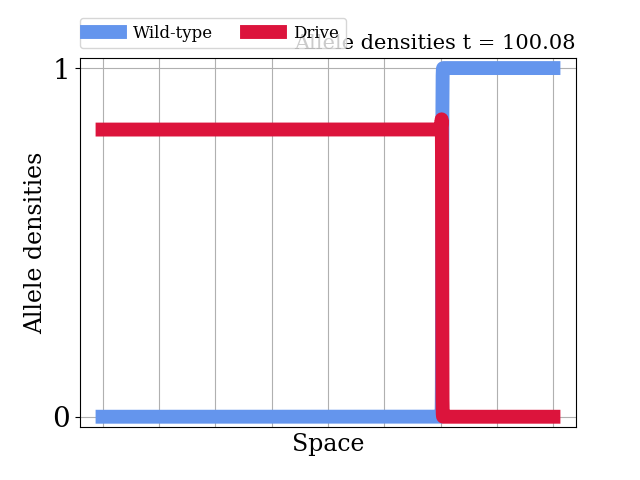 Wild-type Drive
Allele densities t = 100.08
1
Allele densities
0
Space